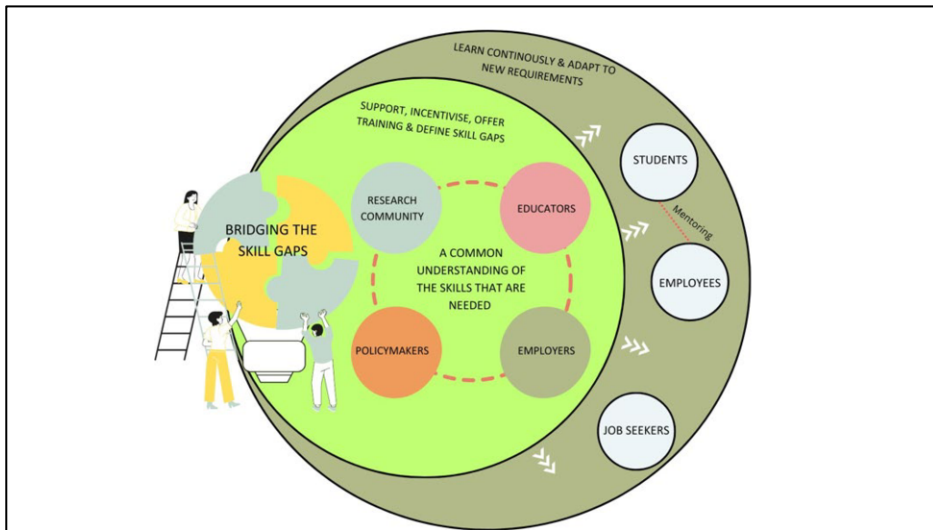 LEARN CONTINOUSLY & ADAPT TO
NEW REQUIREMENTS
SUPPORT, INCENTIVISE, OFFER
TRAINING & DEFINE SKILL GAPS
STUDENTS
RESEARCH
COMMUNITY
EDUCATORS
Mentoring
BRIDGING THE
SKILL GAPS
A COMMON
UNDERSTANDING OF
THE SKILLS THAT ARE
NEEDED
EMPLOYEES
POLICYMAKERS
EMPLOYERS
JOB SEEKERS